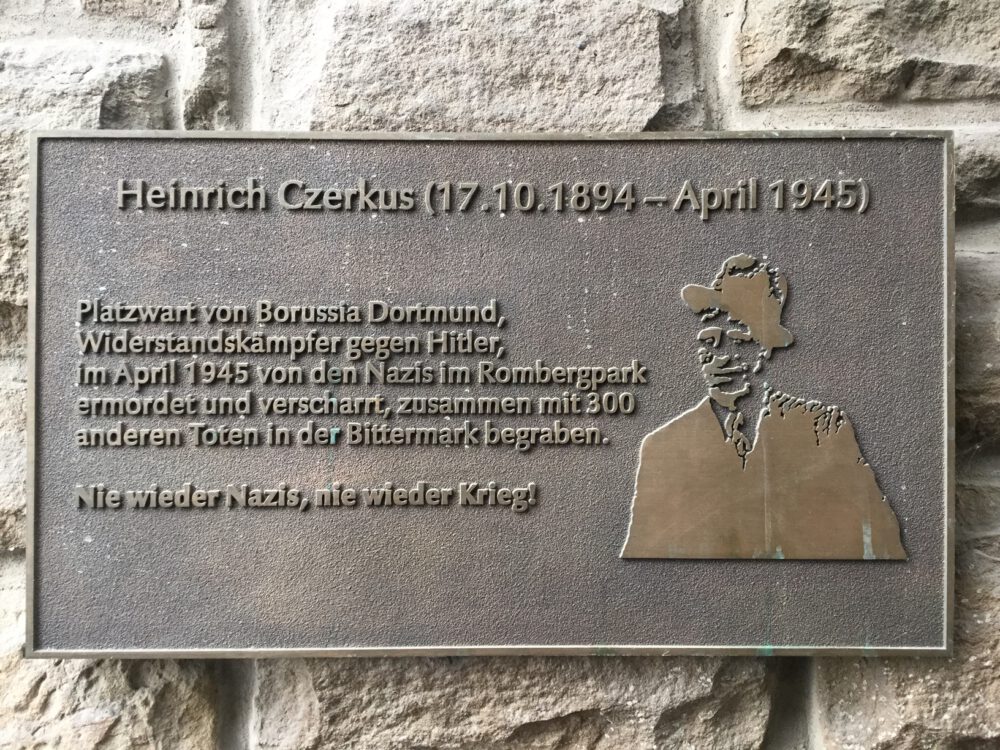 Heinrich Czerkus (17.10.1894 – April 1945)
Platzwart von Borussia Dortmund,
Widerstandskämpfer gegen Hitler,
im April 1945 von den Nazis im Rombergpark
ermordet und verscharrt, zusammen mit 300
anderen Toten in der Bittermark begraben.
Nie wieder Nazis, nie wieder Krieg!